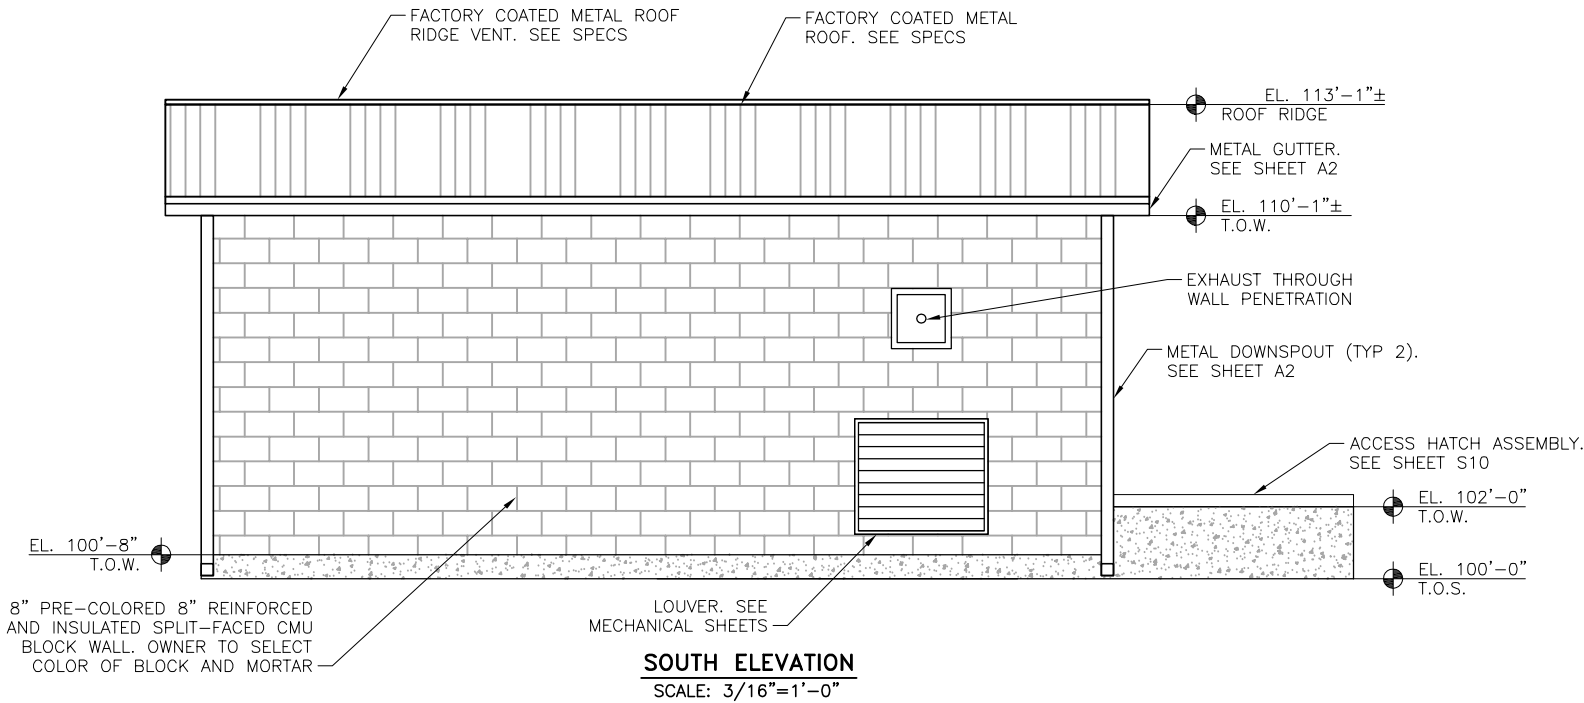 FACTORY COATED METAL ROOF
RIDGE VENT. SEE SPECS
FACTORY COATED METAL
ROOF. SEE SPECS
EL. 113'-1"±
ROOF RIDGE
METAL GUTTER.
SEE SHEET A2
EL. 110'-1"±
T.O.W.
EXHAUST THROUGH
WALL PENETRATION
METAL DOWNSPOUT (TYP 2).
SEE SHEET A2
ACCESS HATCH ASSEMBLY.
SEE SHEET S10
EL. 102'-0"
T.O.W.
EL. 100'-8"
T.O.W.
EL. 100'-0"
T.O.S.
8" PRE-COLORED 8" REINFORCED
AND INSULATED SPLIT-FACED CMU
BLOCK WALL. OWNER TO SELECT
COLOR OF BLOCK AND MORTAR
LOUVER. SEE
MECHANICAL SHEETS
SOUTH ELEVATION
SCALE: 3/16"=1'-0"